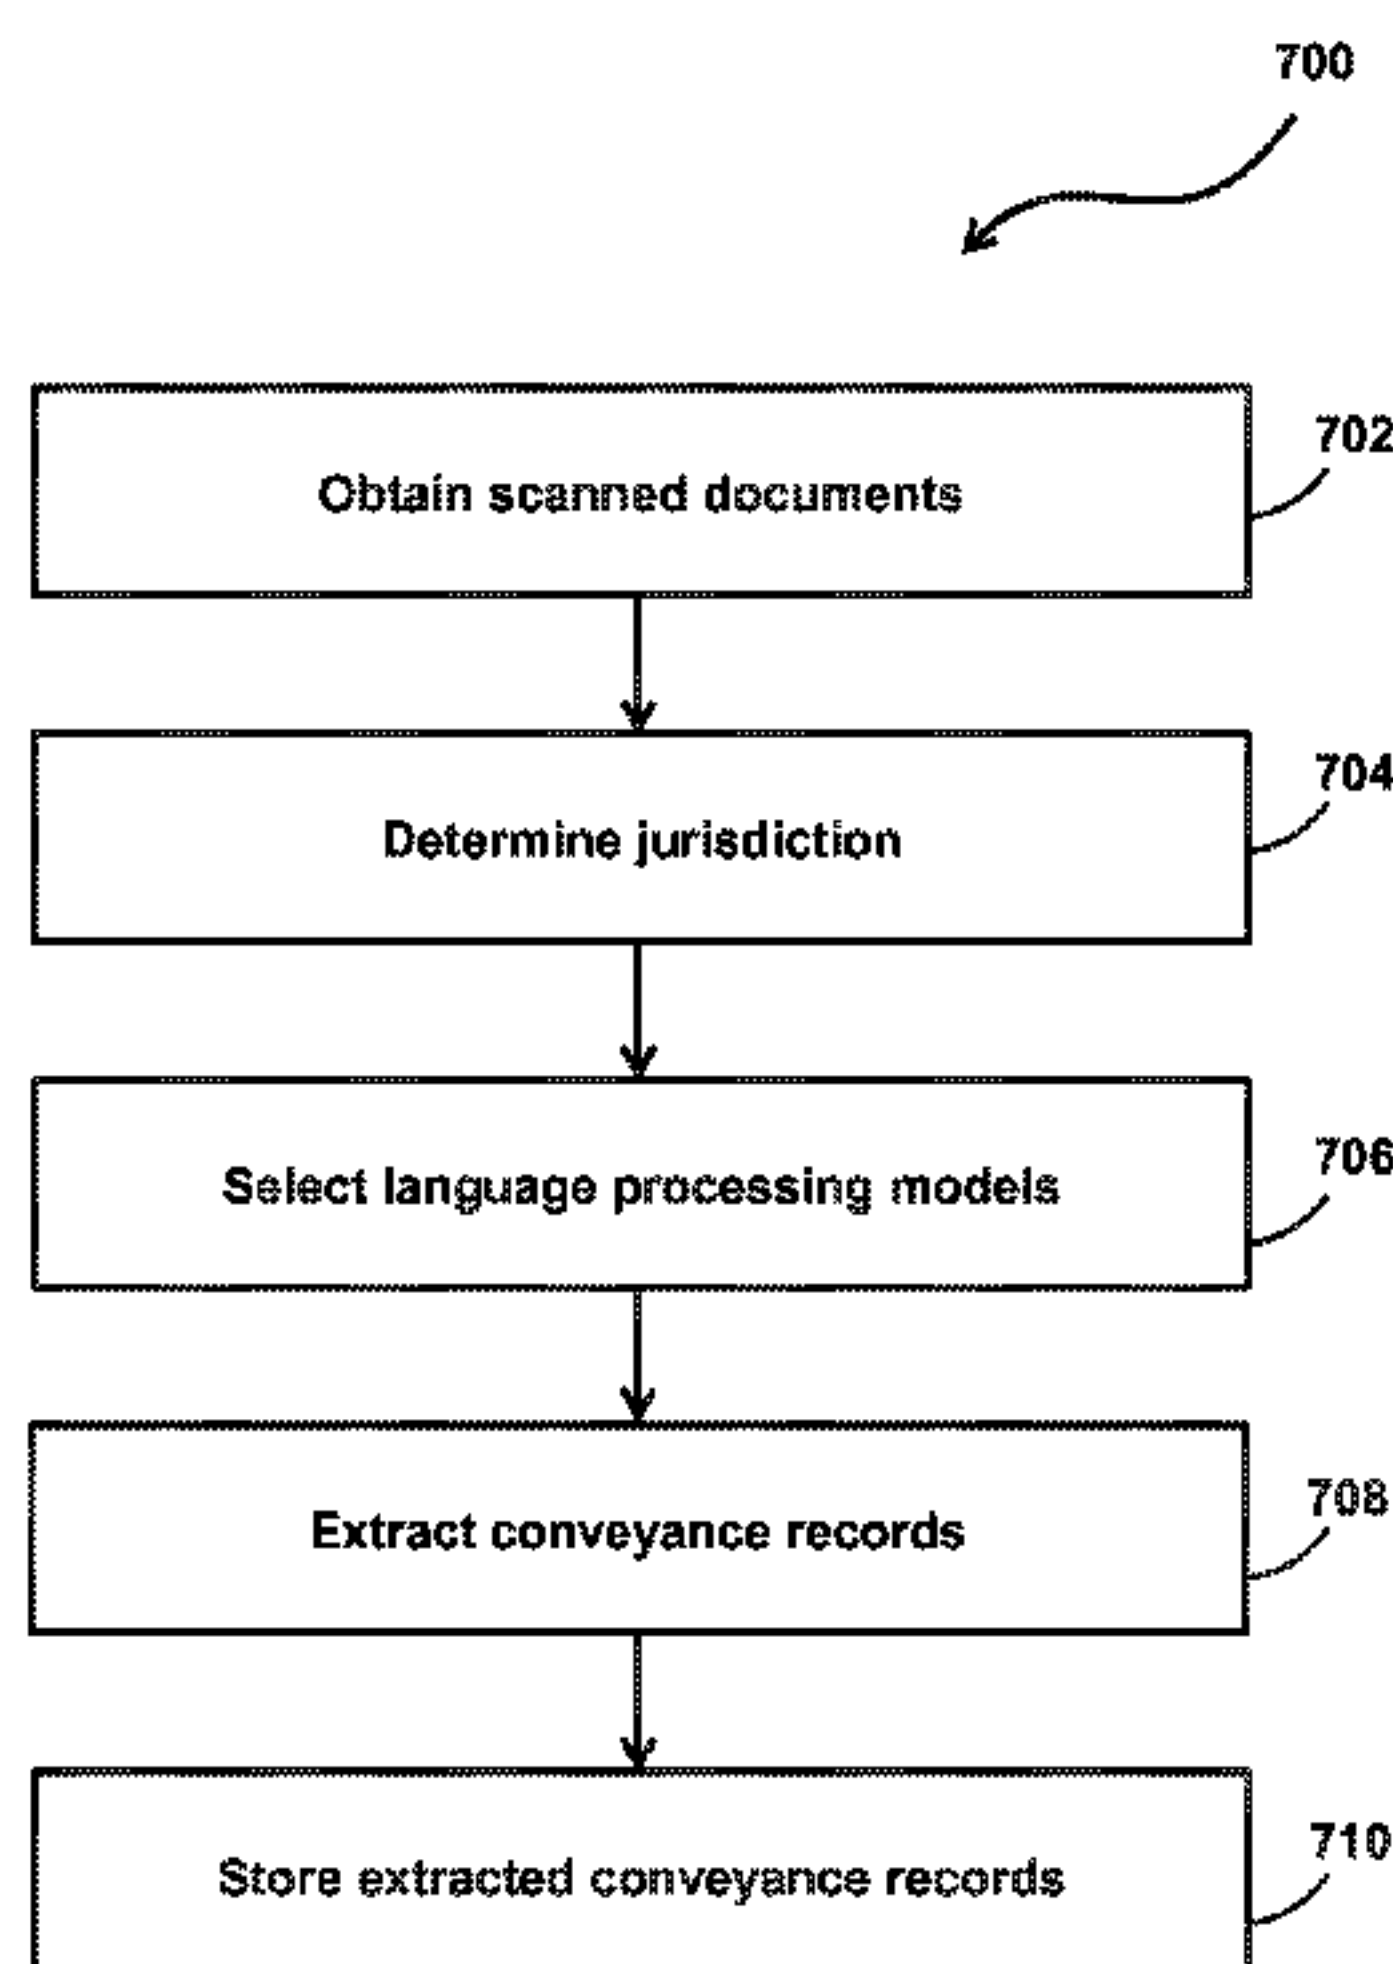 700
Obtain scanned documents
702
Determine jurisdiction
704
Select language processing models
706
Extract conveyance records
708
Store extracted conveyance records
710